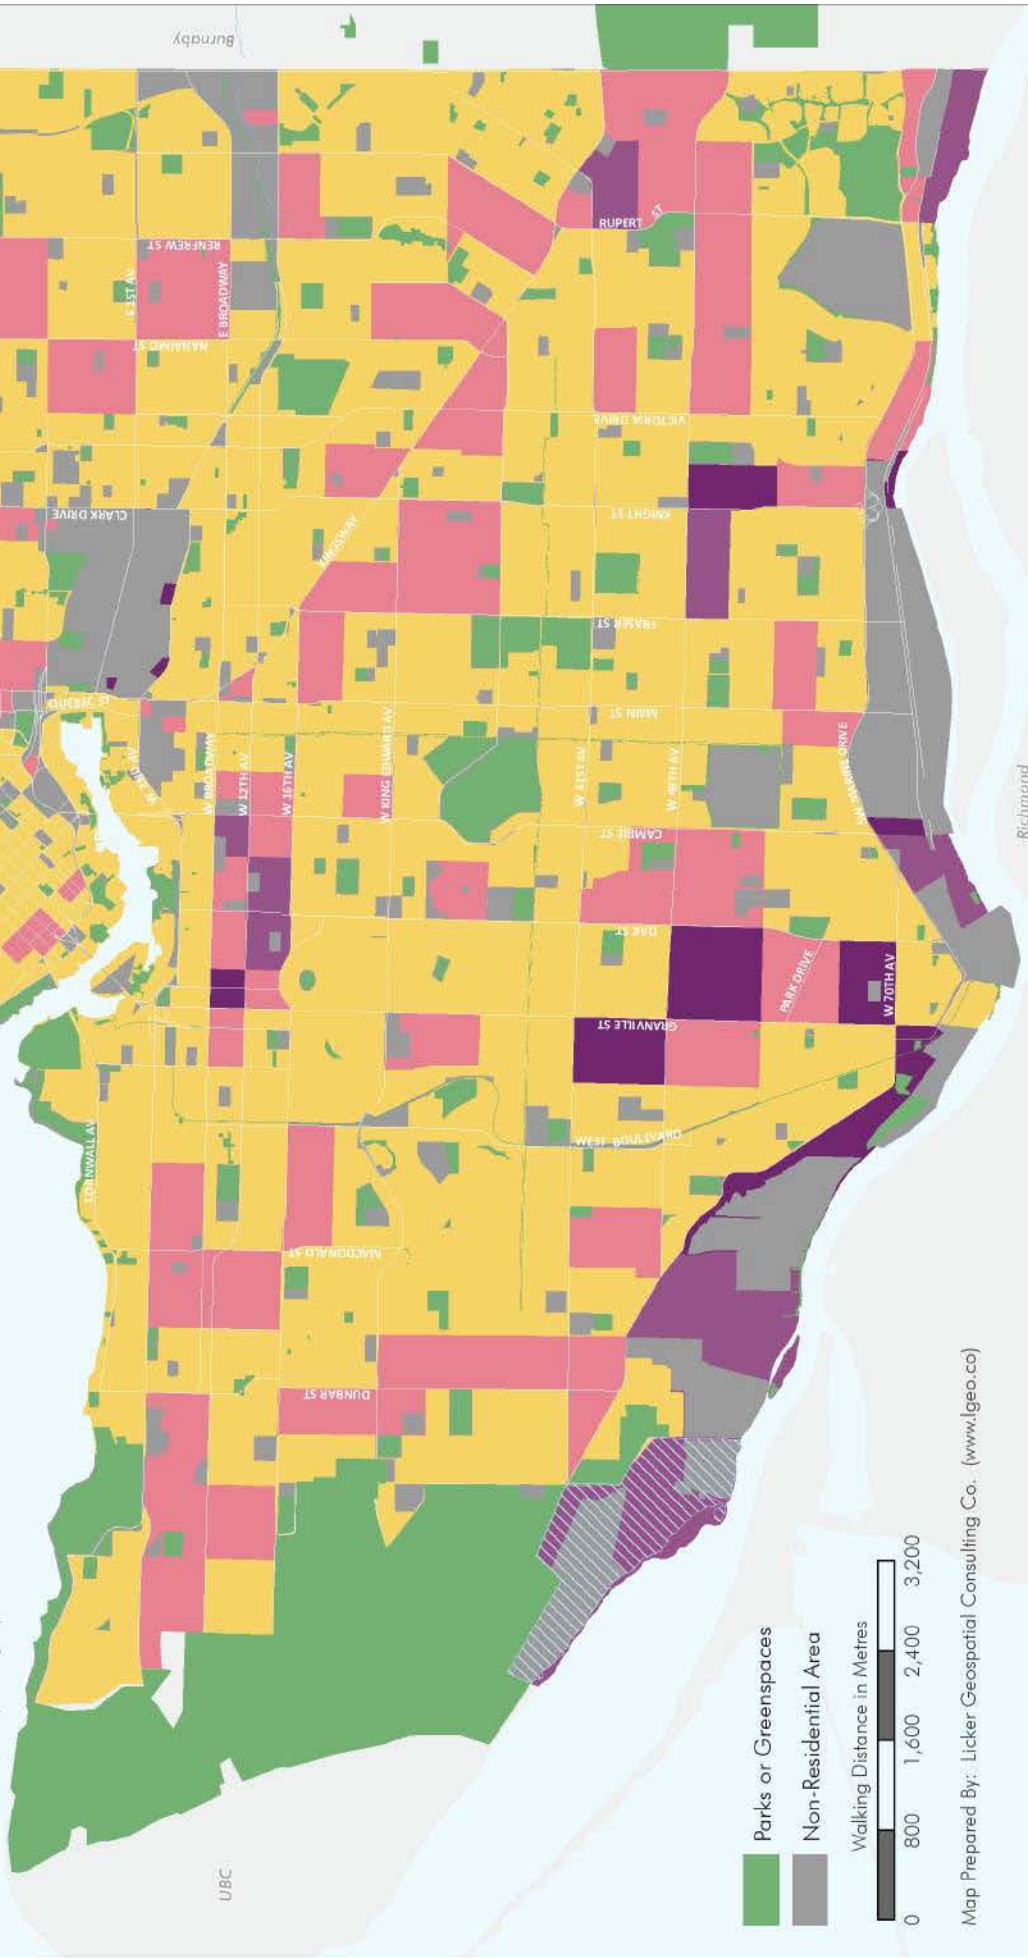 Burnaby
RENFREW ST
E 1ST AV
E BROADWAY
NANAIMO ST
RUPERT ST
VICTORIA DRIVE
CLARK DRIVE
KINGSWAY
KNIGHT ST
FRASER ST
QUEBEC ST
MAIN ST
W 2ND AV
W BROADWAY
W 12TH AV
W 16TH AV
W KING EDWARD AV
W 41ST AV
W 49TH AV
SW MARINE DRIVE
CAMBIE ST
Richmond
OAK ST
PARK DRIVE
W 70TH AV
GRANVILLE ST
CORNWALL AV
WEST BOULEVARD
MACDONALD ST
DUNBAR ST
UBC
Parks or Greenspaces
Non-Residential Area
Walking Distance in Metres
0 800 1,600 2,400 3,200
Map Prepared By: Licker Geospatial Consulting Co. (www.lgeo.co)